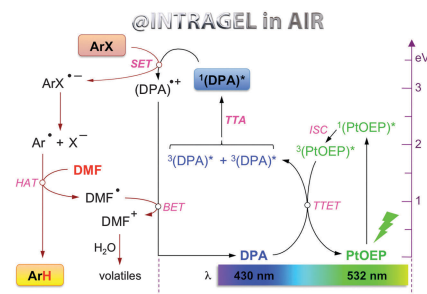 @INTRAGEL in AIR
ArX
SET
ArX•−
(DPA)•+
1(DPA)*
eV
3
ISC
1(PtOEP)*
3(PtOEP)*
TTA
Ar• + X−
3(DPA)* + 3(DPA)*
2
HAT
DMF
DMF•
BET
TTET
DMF+
1
H2O
ArH
volatiles
DPA
PtOEP
λ
430 nm
532 nm